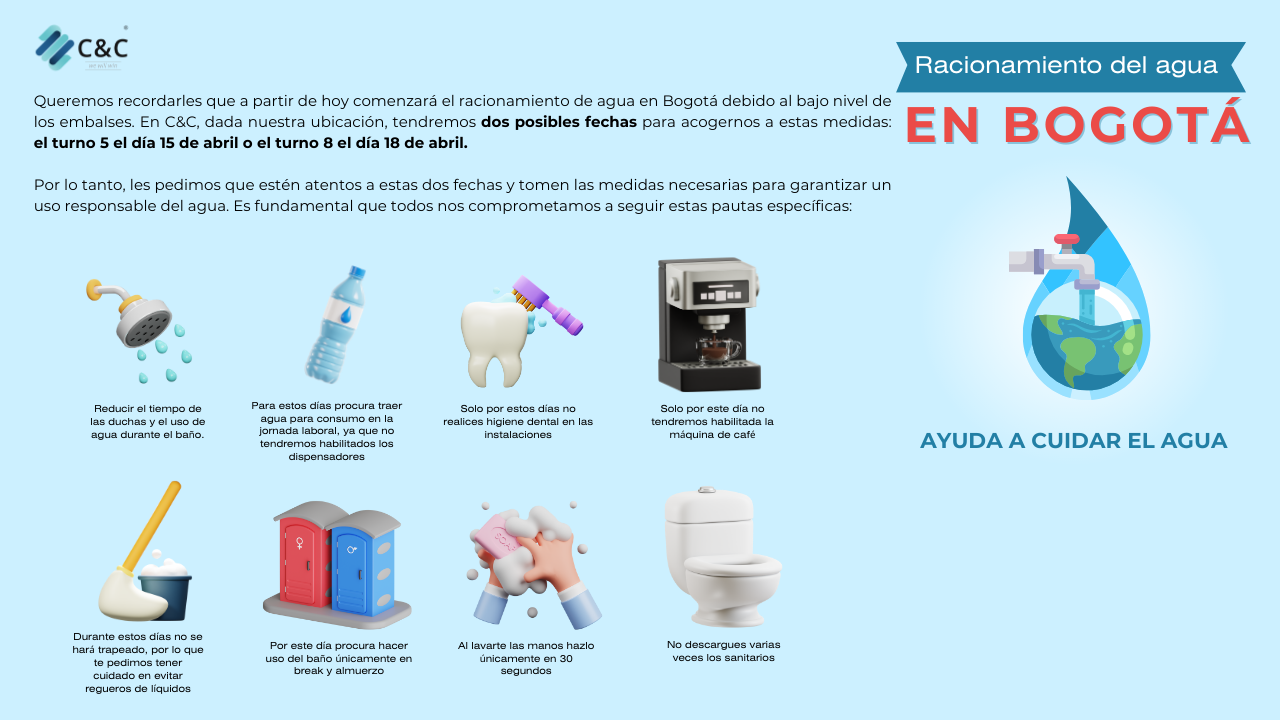 C&C
Racionamiento del agua
EN BOGOTÁ
Queremos recordarles que a partir de hoy comenzará el racionamiento de agua en Bogotá debido al bajo nivel de
los embalses. En C&C, dada nuestra ubicación, tendremos dos posibles fechas para acogernos a estas medidas:
el turno 5 el día 15 de abril o el turno 8 el día 18 de abril.
Por lo tanto, les pedimos que estén atentos a estas dos fechas y tomen las medidas necesarias para garantizar un
uso responsable del agua. Es fundamental que todos nos comprometamos a seguir estas pautas específicas:
Reducir el tiempo de
las duchas y el uso de
agua durante el baño.
Para estos días procura traer
agua para consumo en la
jornada laboral, ya que no
tendremos habilitados los
dispensadores
Solo por estos días no
realices higiene dental en las
instalaciones
Solo por este día no
tendremos habilitada la
máquina de café
AYUDA A CUIDAR EL AGUA
Durante estos días no se
hará trapeado, por lo que
te pedimos tener
cuidado en evitar
regueros de líquidos
Por este día procura hacer
uso del baño únicamente en
break y almuerzo
SOAP
Al lavarte las manos hazlo
únicamente en 30
segundos
No descargues varias
veces los sanitarios